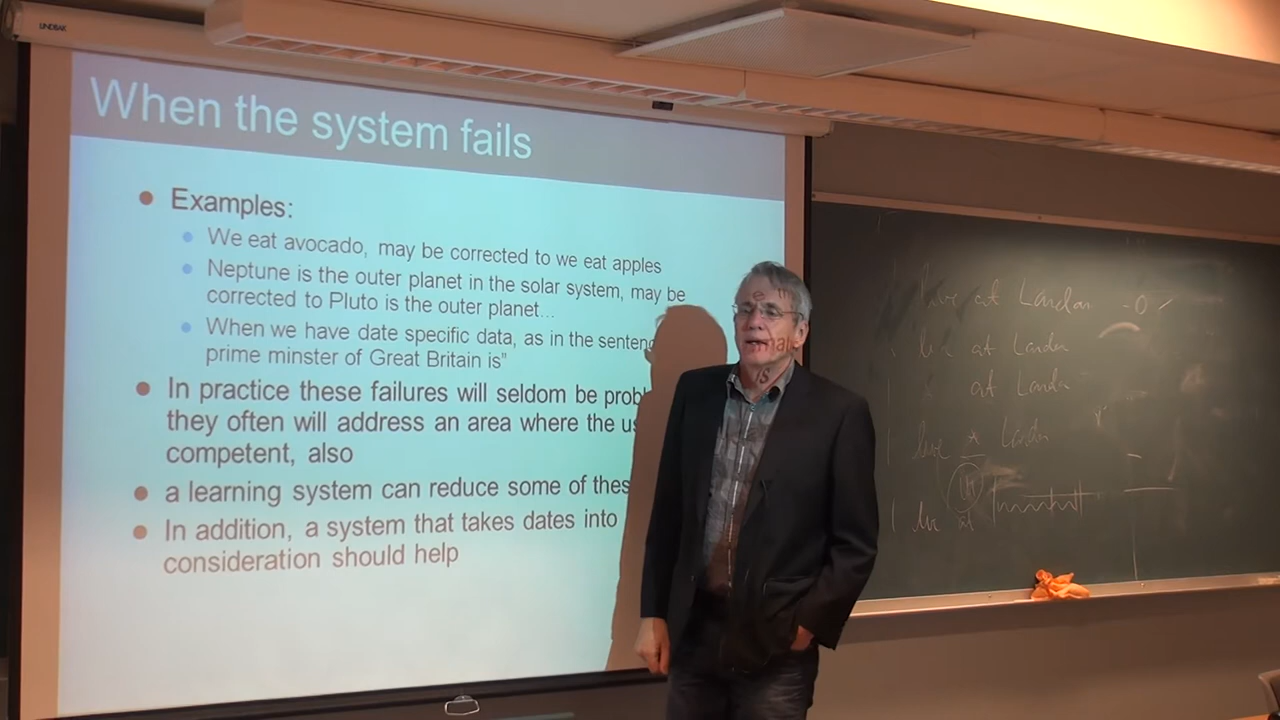 When the system fails
Examples:
We eat avocado, may be corrected to we eat apples
Neptune is the outer planet in the solar system, may be
corrected to Pluto is the outer planet...
When we have date specific data, as in the sentenc
prime minster of Great Britain is"
In practice these failures will seldom be prob
they often will address an area where the us
competent, also
a learning system can reduce some of thes
In addition, a system that takes dates into
consideration should help
live at London - 0
live at London
I * at London
I live * London
I live at